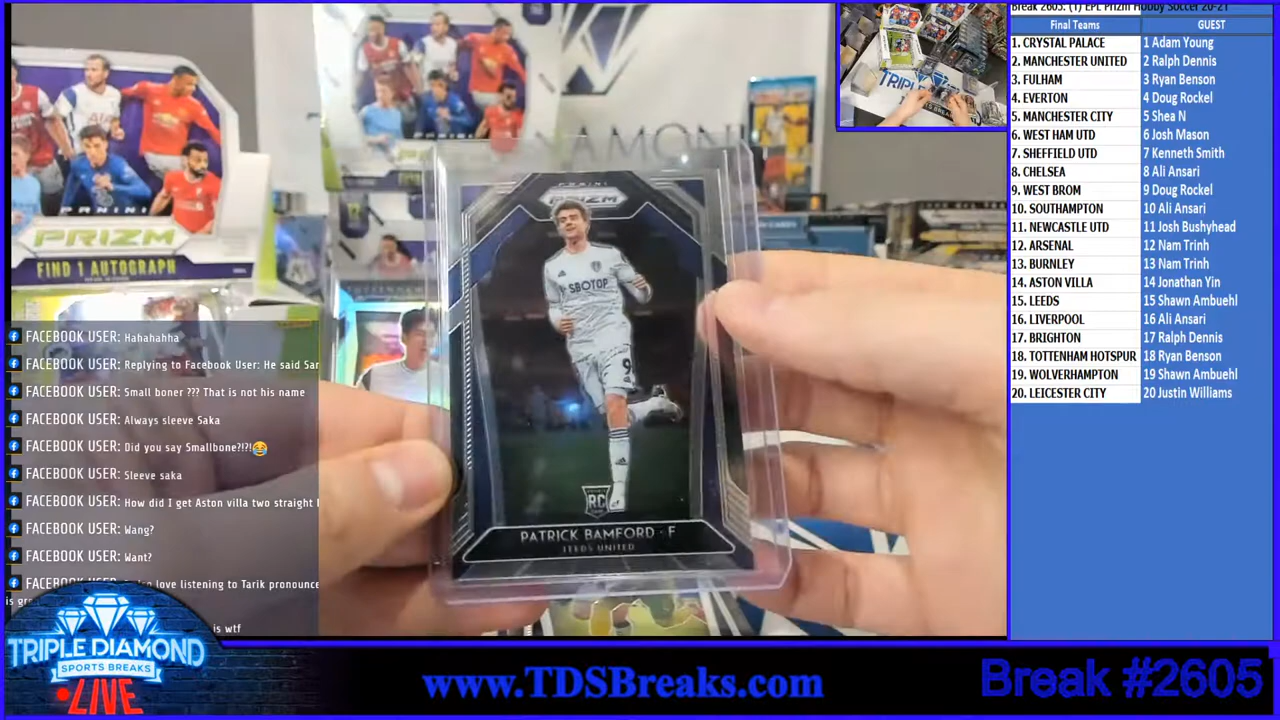 Break 2605: (1) EPL Prizm Hobby Soccer 20-21
Final Teams GUEST
1. CRYSTAL PALACE 1 Adam Young
2. MANCHESTER UNITED 2 Ralph Dennis
3. FULHAM 3 Ryan Benson
4. EVERTON 4 Doug Rockel
5. MANCHESTER CITY 5 Shea N
6. WEST HAM UTD 6 Josh Mason
7. SHEFFIELD UTD 7 Kenneth Smith
8. CHELSEA 8 Ali Ansari
9. WEST BROM 9 Doug Rockel
10. SOUTHAMPTON 10 Ali Ansari
11. NEWCASTLE UTD 11 Josh Bushyhead
12. ARSENAL 12 Nam Trinh
13. BURNLEY 13 Nam Trinh
14. ASTON VILLA 14 Jonathan Yin
15. LEEDS 15 Shawn Ambuehl
16. LIVERPOOL 16 Ali Ansari
17. BRIGHTON 17 Ralph Dennis
18. TOTTENHAM HOTSPUR 18 Ryan Benson
19. WOLVERHAMPTON 19 Shawn Ambuehl
20. LEICESTER CITY 20 Justin Williams
PANINI
PRIZM
FIND 1 AUTOGRAPH
PANINI
AMON
PANINI
PRIZM
SBOTOP
9
RC
PATRICK BAMFORD · F
LEEDS UNITED
FACEBOOK USER: Hahahahha
FACEBOOK USER: Replying to Facebook User: He said Sar
FACEBOOK USER: Small boner ??? That is not his name
FACEBOOK USER: Always sleeve Saka
FACEBOOK USER: Did you say Smallbone?!?!😂
FACEBOOK USER: Sleeve saka
FACEBOOK USER: How did I get Aston villa two straight
FACEBOOK USER: Wang?
FACEBOOK USER: Want?
FACEBOOK USER: love listening to Tarik pronounce
is wtf
TRIPLE DIAMOND
SPORTS BREAKS
LIVE
www.TDSBreaks.com
Break #2605